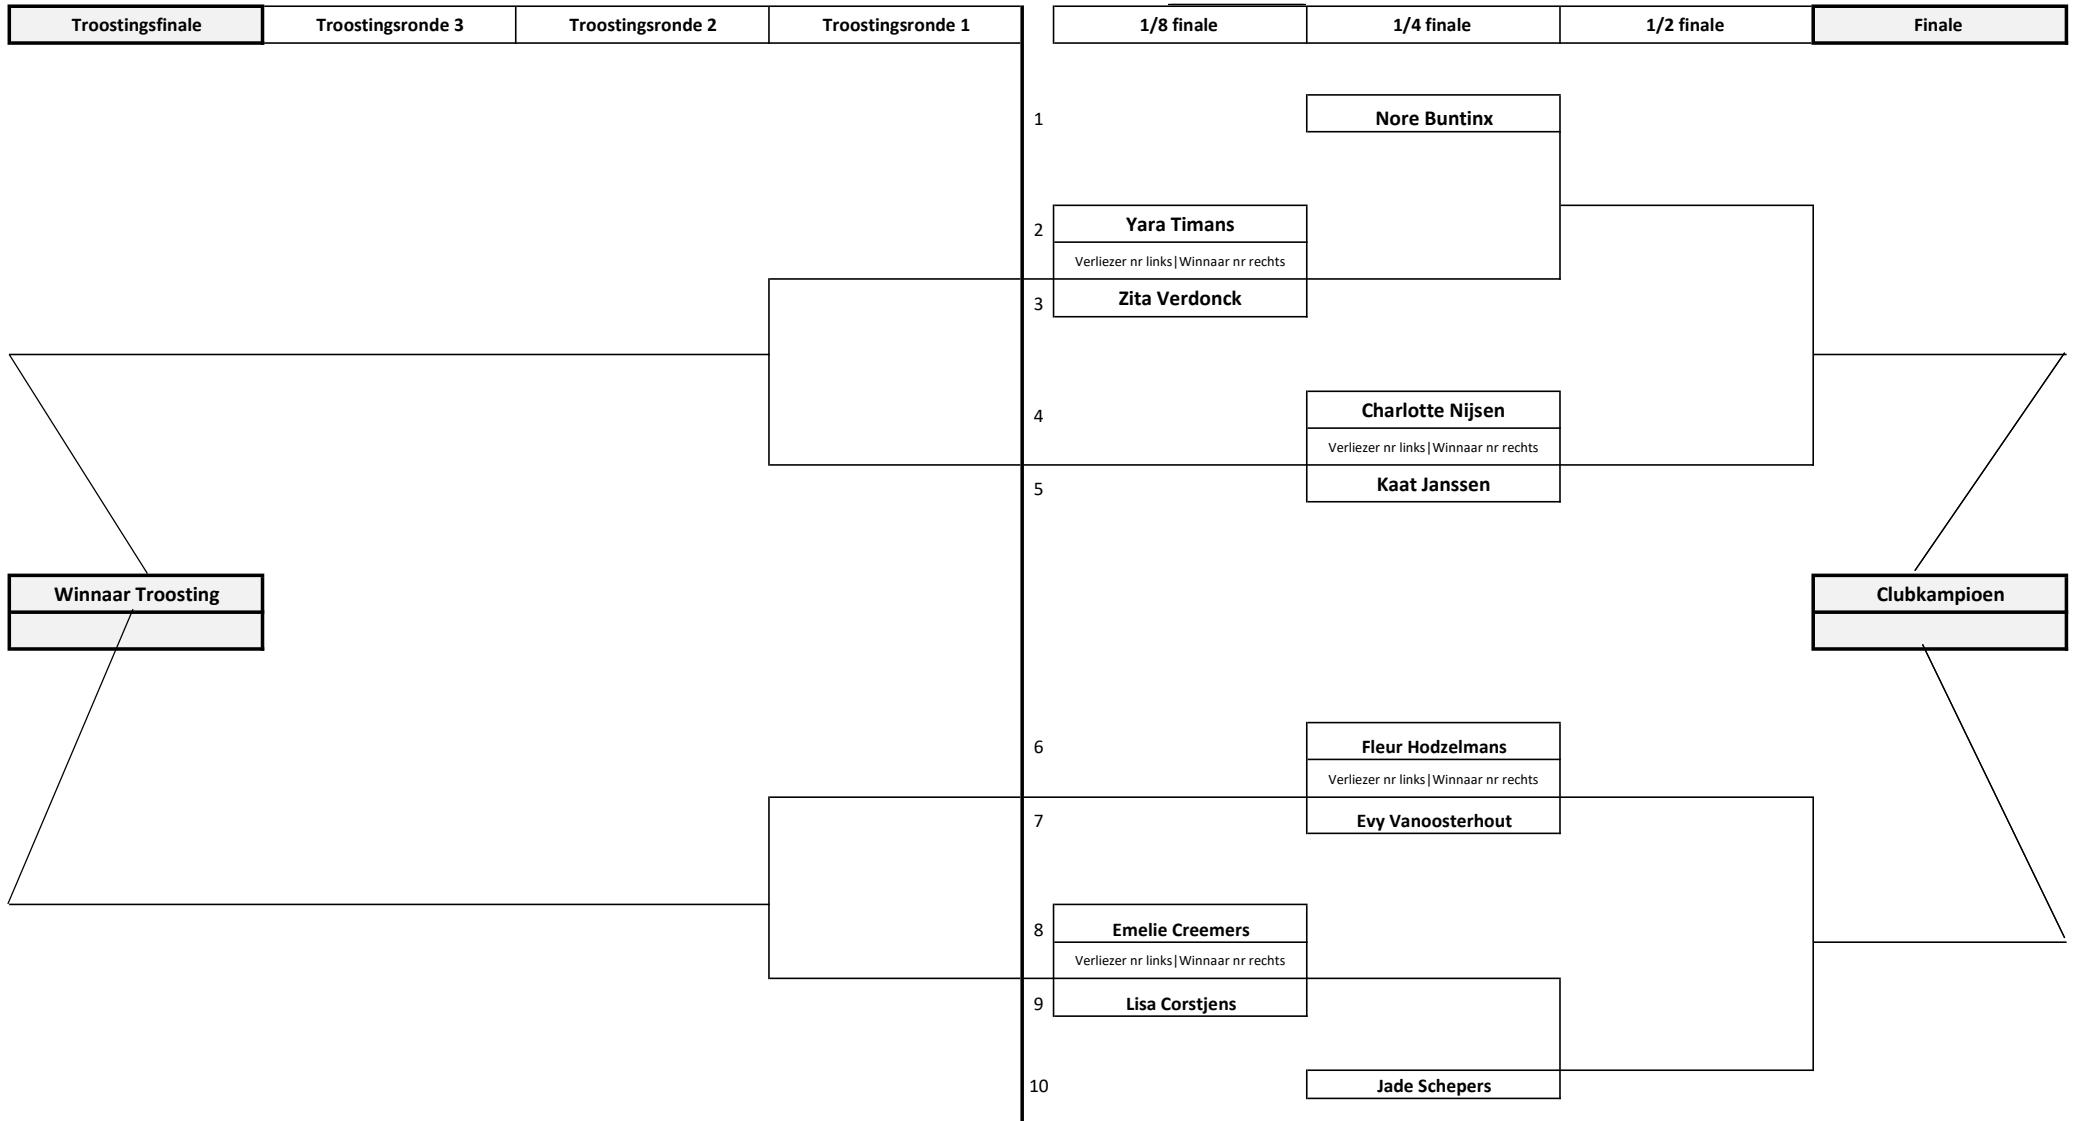 Troostingsfinale Troostingsronde 3 Troostingsronde 2 Troostingsronde 1 1/8 finale 1/4 finale 1/2 finale Finale
1 Nore Buntinx
2 Yara Timans
Verliezer nr links|Winnaar nr rechts
3 Zita Verdonck
4 Charlotte Nijsen
Verliezer nr links|Winnaar nr rechts
5 Kaat Janssen
Winnaar Troosting Clubkampioen
6 Fleur Hodzelmans
Verliezer nr links|Winnaar nr rechts
7 Evy Vanoosterhout
8 Emelie Creemers
Verliezer nr links|Winnaar nr rechts
9 Lisa Corstjens
10 Jade Schepers